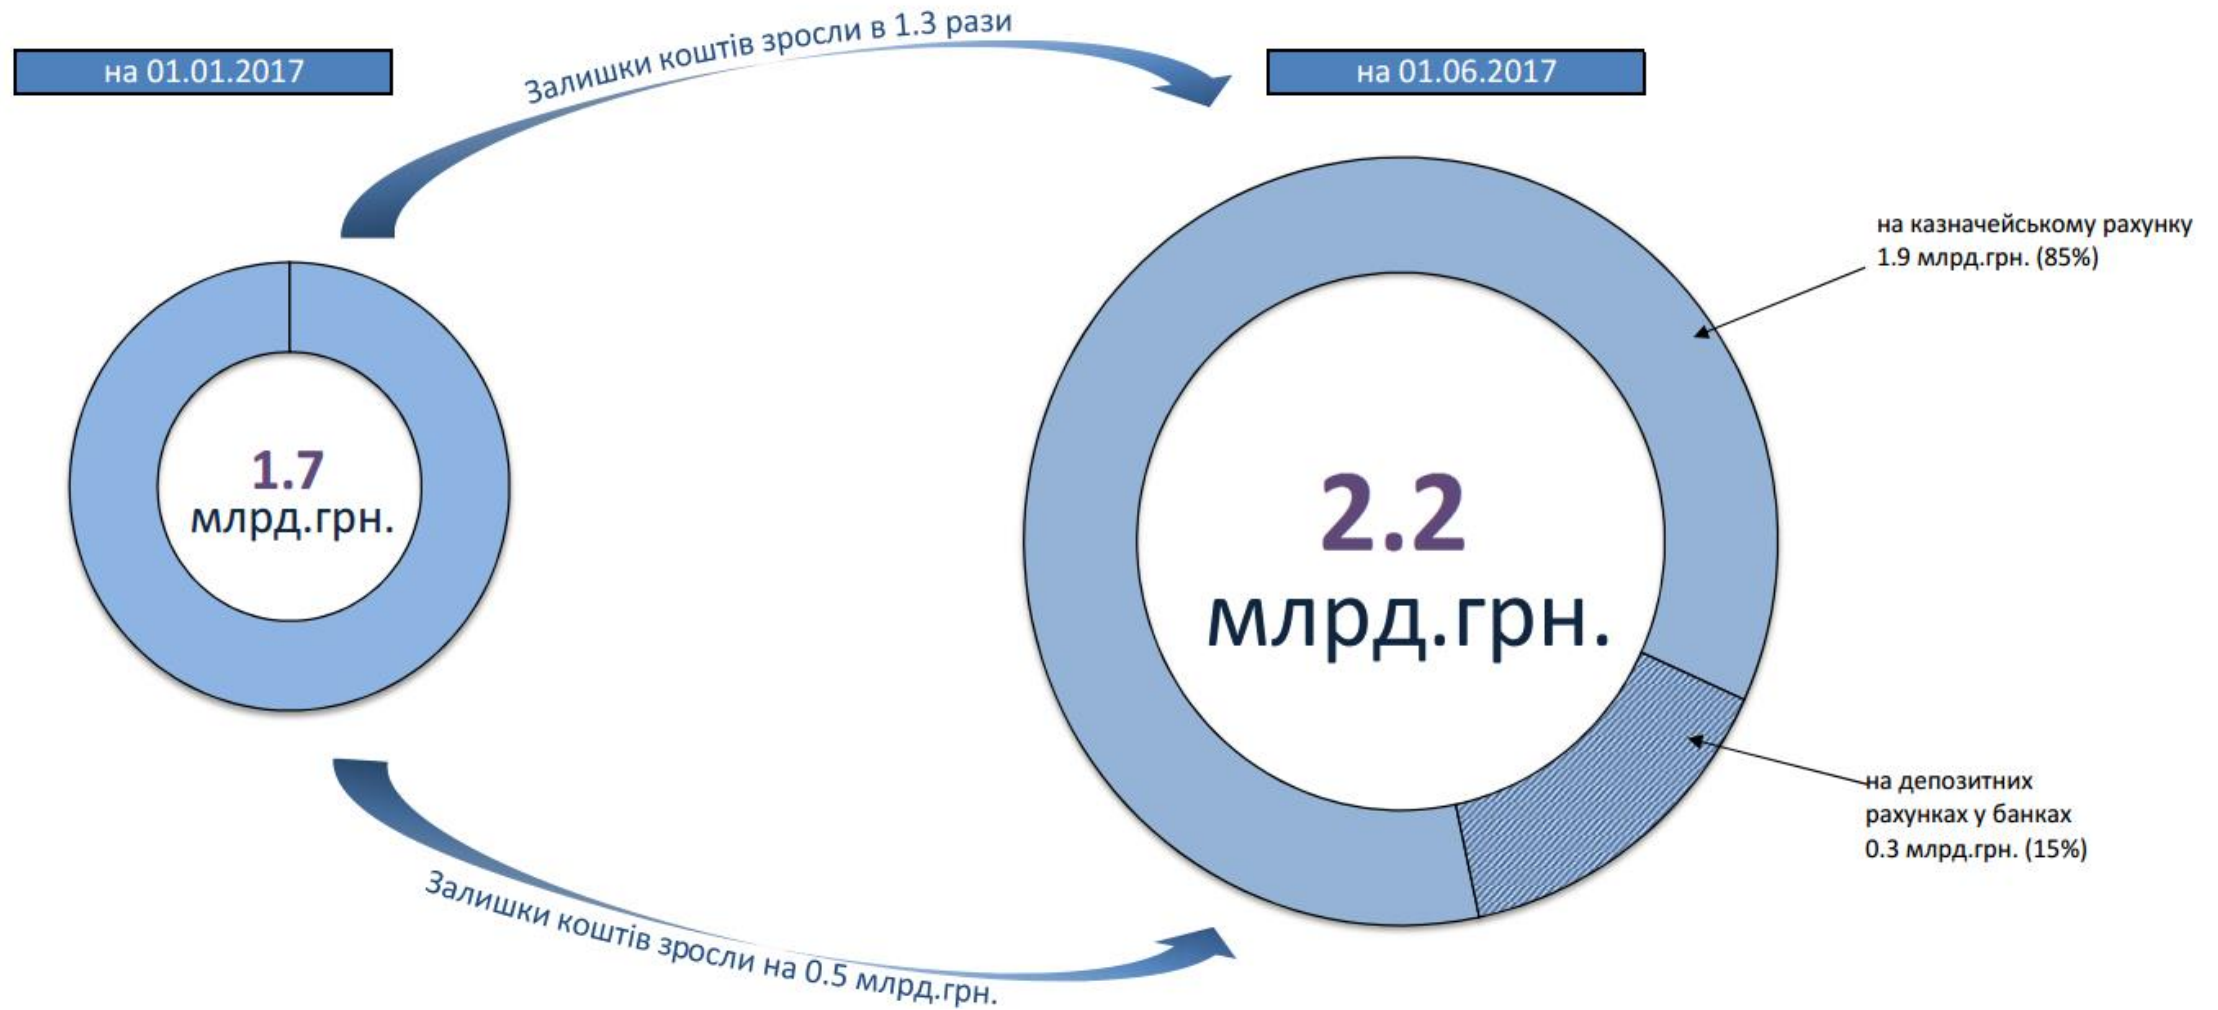 на 01.01.2017
Залишки коштів зросли в 1.3 рази
на 01.06.2017
на казначейському рахунку
1.9 млрд.грн. (85%)
1.7
млрд.грн.
2.2
млрд.грн.
на депозитних
рахунках у банках
0.3 млрд.грн. (15%)
Залишки коштів зросли на 0.5 млрд.грн.